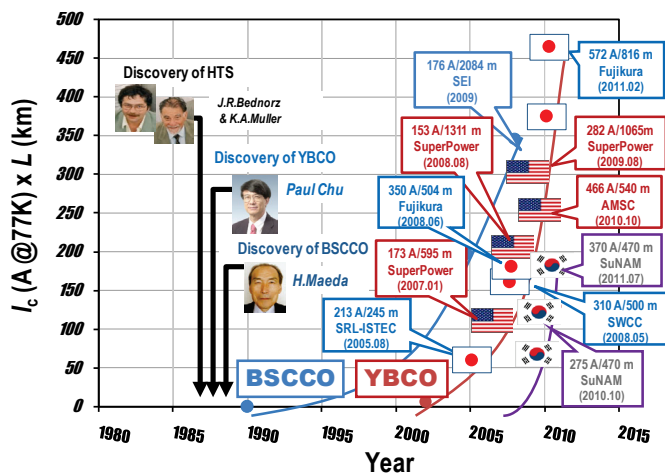 I_c (A @77K) x L (km)
500
450
400
350
300
250
200
150
100
50
0
Discovery of HTS
J.R.Bednorz
& K.A.Muller
Discovery of YBCO
Paul Chu
Discovery of BSCCO
H.Maeda
176 A/2084 m
SEI
(2009)
572 A/816 m
Fujikura
(2011.02)
153 A/1311 m
SuperPower
(2008.08)
282 A/1065m
SuperPower
(2009.08)
350 A/504 m
Fujikura
(2008.06)
466 A/540 m
AMSC
(2010.10)
173 A/595 m
SuperPower
(2007.01)
370 A/470 m
SuNAM
(2011.07)
213 A/245 m
SRL-ISTEC
(2005.08)
310 A/500 m
SWCC
(2008.05)
275 A/470 m
SuNAM
(2010.10)
BSCCO
YBCO
1980
1985
1990
1995
2000
2005
2010
2015
Year